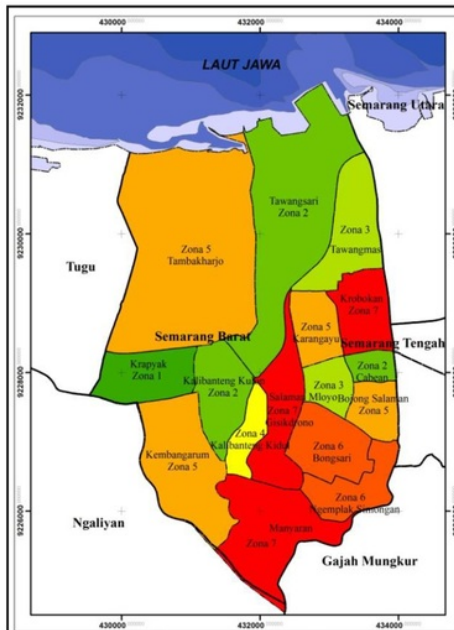 430000 432000 434000
LAUT JAWA
9232000
Semarang Utara
Tawangsari
Zona 2
Zona 3
Tawangmas
9230000
Zona 5
Tambakharjo
Tugu
Krobokan
Zona 7
Zona 5
Karangayu
Semarang Barat
Semarang Tengah
Krapyak
Zona 1
9228000
Kalibanteng Kulon
Zona 2
Zona 2
Cabean
Zona 3
Mloyo
Bojong Salaman
Zona 5
Salaman
Zona 7
Gisikdrono
Zona 4
Kalibanteng Kidul
Kembangarum
Zona 5
Zona 6
Bongsari
Zona 6
Ngemplak Simongan
9226000
Ngaliyan
Manyaran
Zona 7
Gajah Mungkur
430000 432000 434000